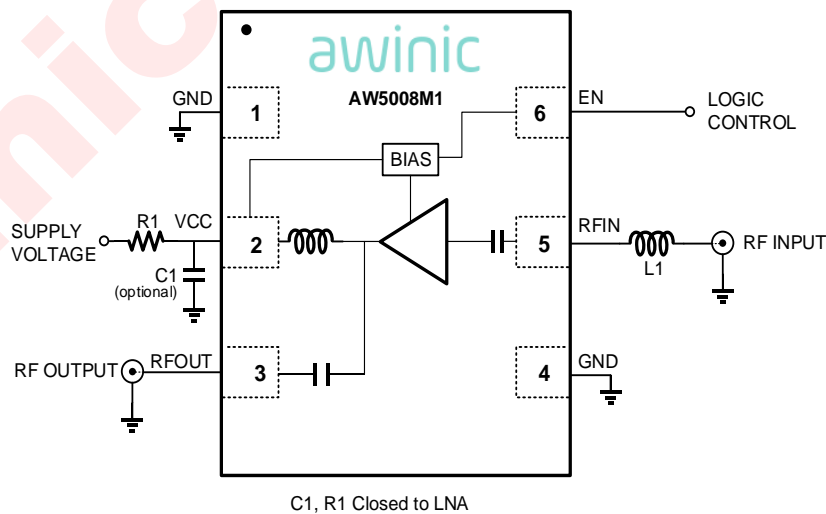 awinic
AW5008M1
GND
1
6
EN
LOGIC
CONTROL
BIAS
SUPPLY
VOLTAGE
R1
VCC
2
5
RFIN
L1
RF INPUT
C1
(optional)
RF OUTPUT
RFOUT
3
4
GND
C1, R1 Closed to LNA